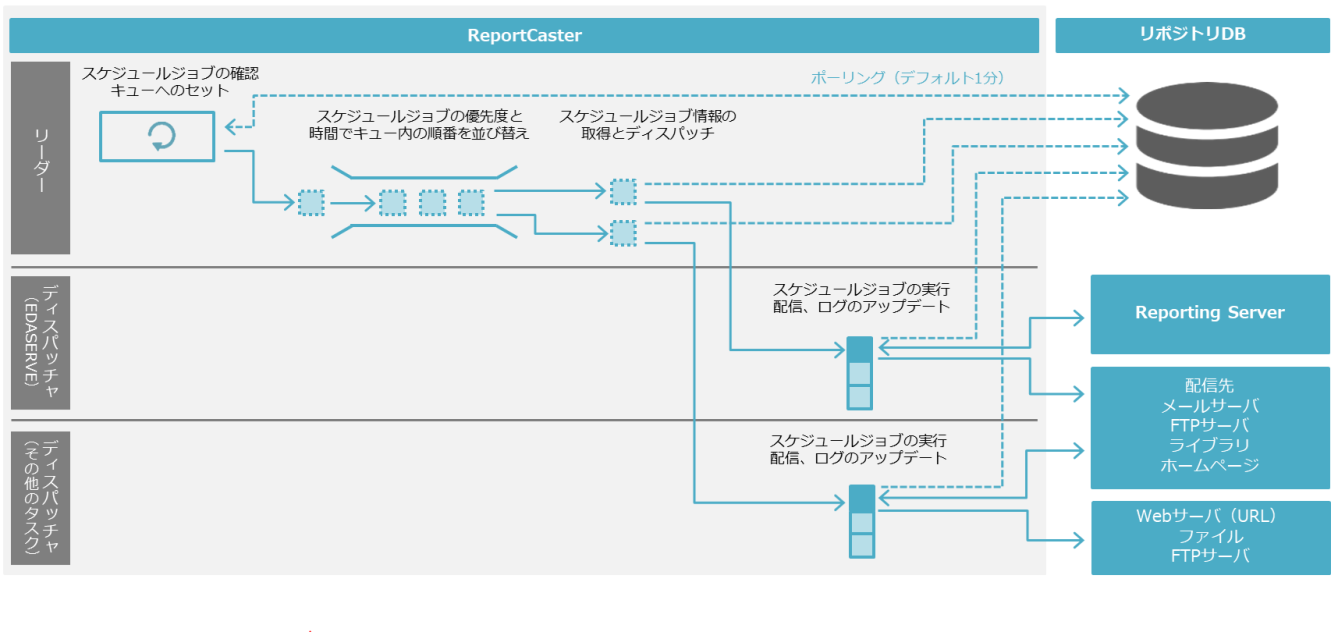 ReportCaster
リポジトリDB
リーダー
スケジュールジョブの確認
キューへのセット
ポーリング（デフォルト1分）
スケジュールジョブの優先度と
時間でキュー内の順番を並び替え
スケジュールジョブ情報の
取得とディスパッチ
ディスパッチャ
（EDASERVE）
スケジュールジョブの実行
配信、ログのアップデート
Reporting Server
配信先
メールサーバ
FTPサーバ
ライブラリ
ホームページ
ディスパッチャ
（その他のタスク）
スケジュールジョブの実行
配信、ログのアップデート
Webサーバ（URL）
ファイル
FTPサーバ